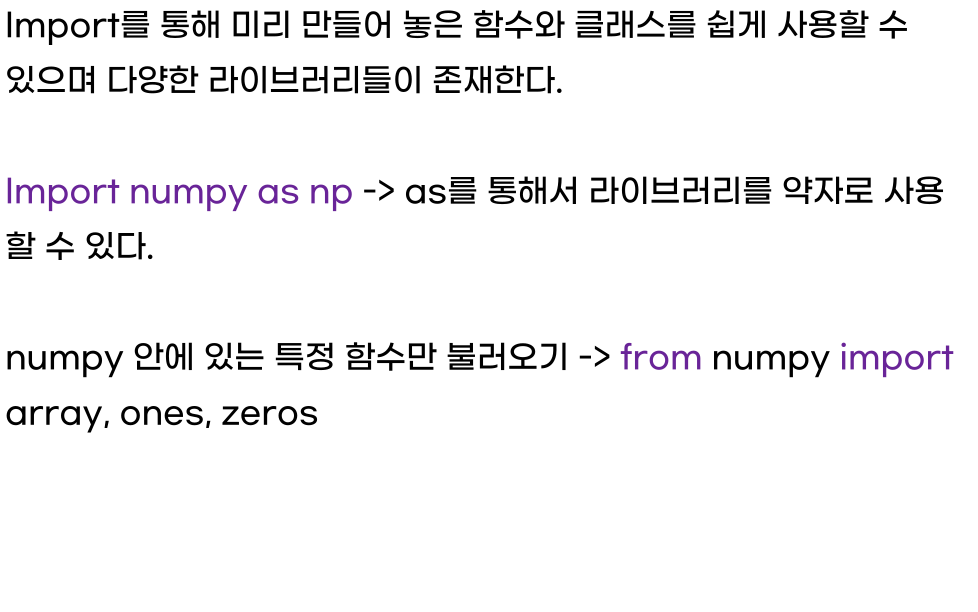 Import를 통해 미리 만들어 놓은 함수와 클래스를 쉽게 사용할 수
있으며 다양한 라이브러리들이 존재한다.
Import numpy as np -> as를 통해서 라이브러리를 약자로 사용
할 수 있다.
numpy 안에 있는 특정 함수만 불러오기 -> from numpy import
array, ones, zeros